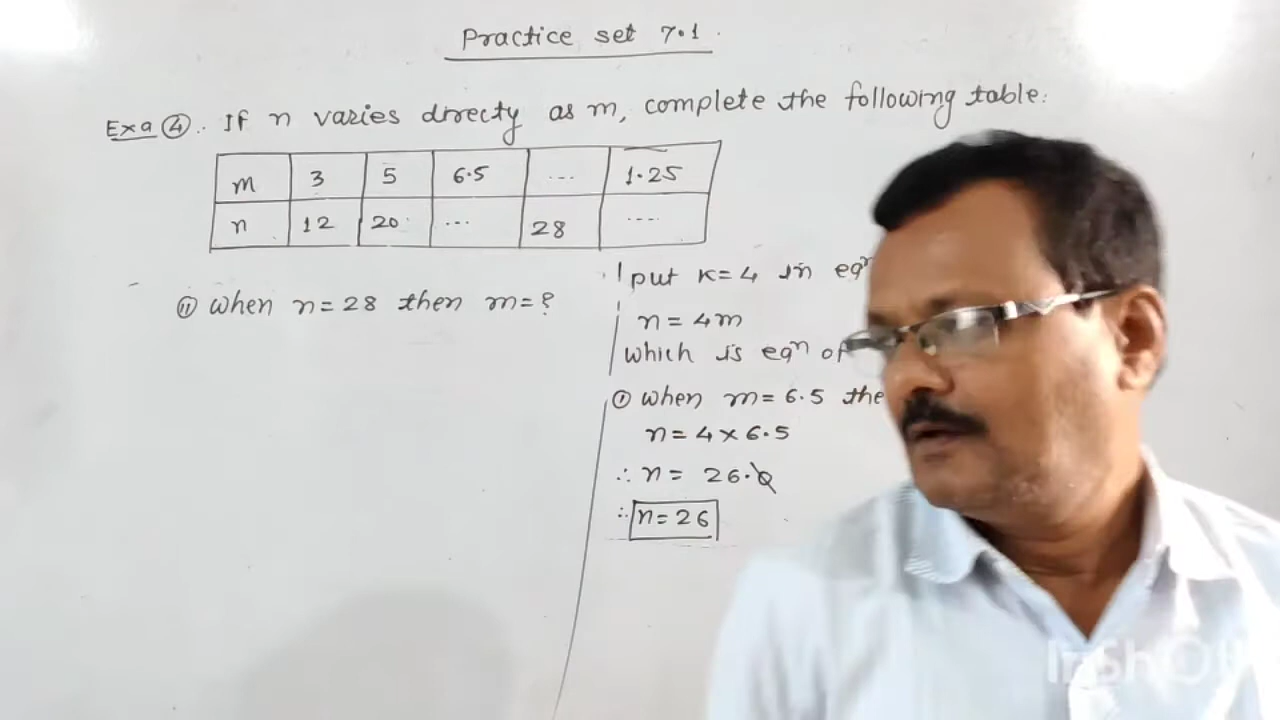 Practice set 7.1.
Exa ④. If n varies directy as m, complete the following table:
m 3 5 6.5 ... 1.25
n 12 20 ... 28 ....
⑪ when n=28 then m=?
put K=4 in eqⁿ
n=4m
which is eqⁿ of
① when m=6.5 the
n=4×6.5
∴ n= 26.0
∴ n=26
InShOt